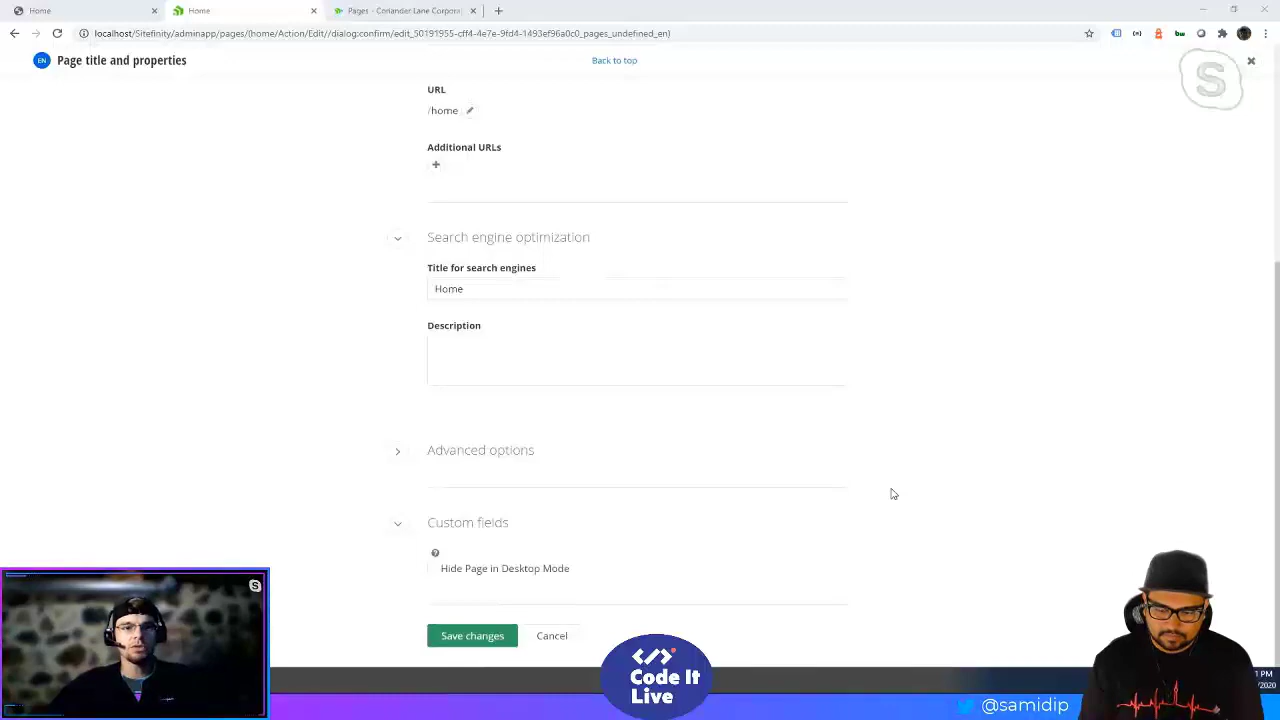 Home
Home
Pages - Coriander Lane Corpora
localhost/Sitefinity/adminapp/pages/(home/Action/Edit//dialog:confirm/edit_50191955-cff4-4e7e-9fd4-1493ef96a0c0_pages_undefined_en)
EN
Page title and properties
Back to top
URL
/home
Additional URLs
Search engine optimization
Title for search engines
Home
Description
Advanced options
Custom fields
Hide Page in Desktop Mode
Save changes
Cancel
Code It
Live
1 PM
/2020
@samidip